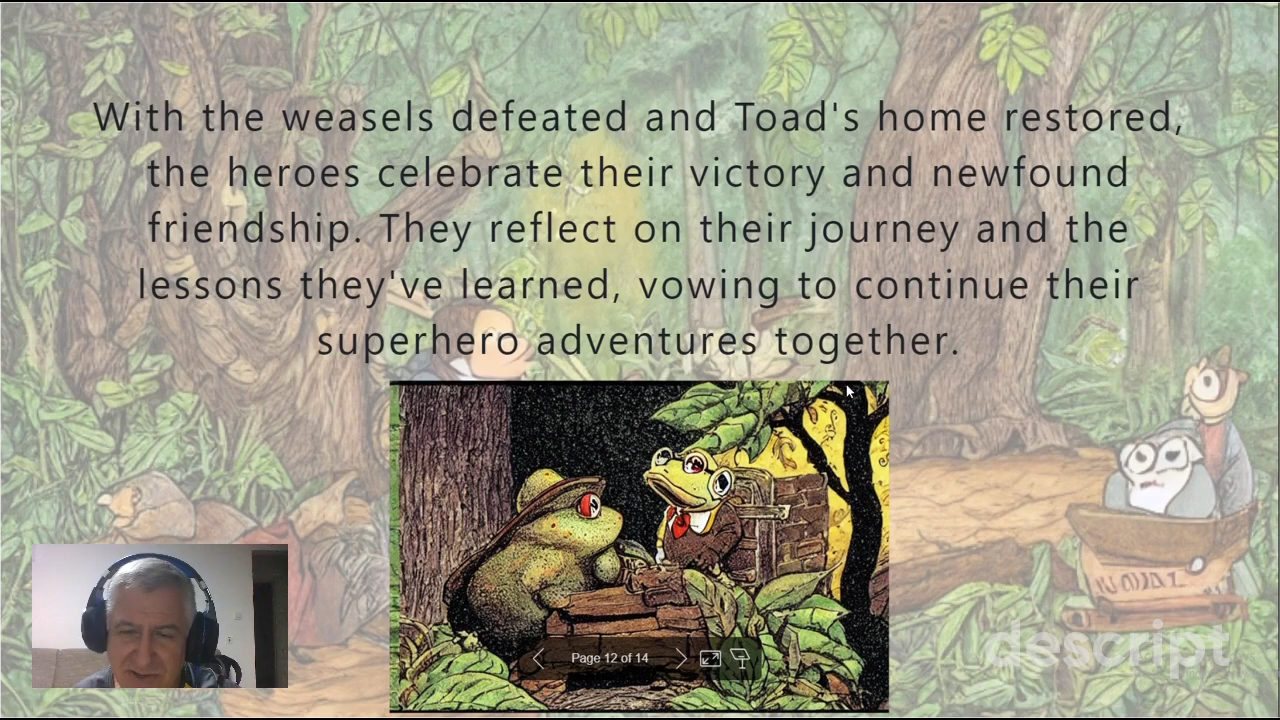 With the weasels defeated and Toad's home restored,
the heroes celebrate their victory and newfound
friendship. They reflect on their journey and the
lessons they've learned, vowing to continue their
superhero adventures together.
Page 12 of 14
descript